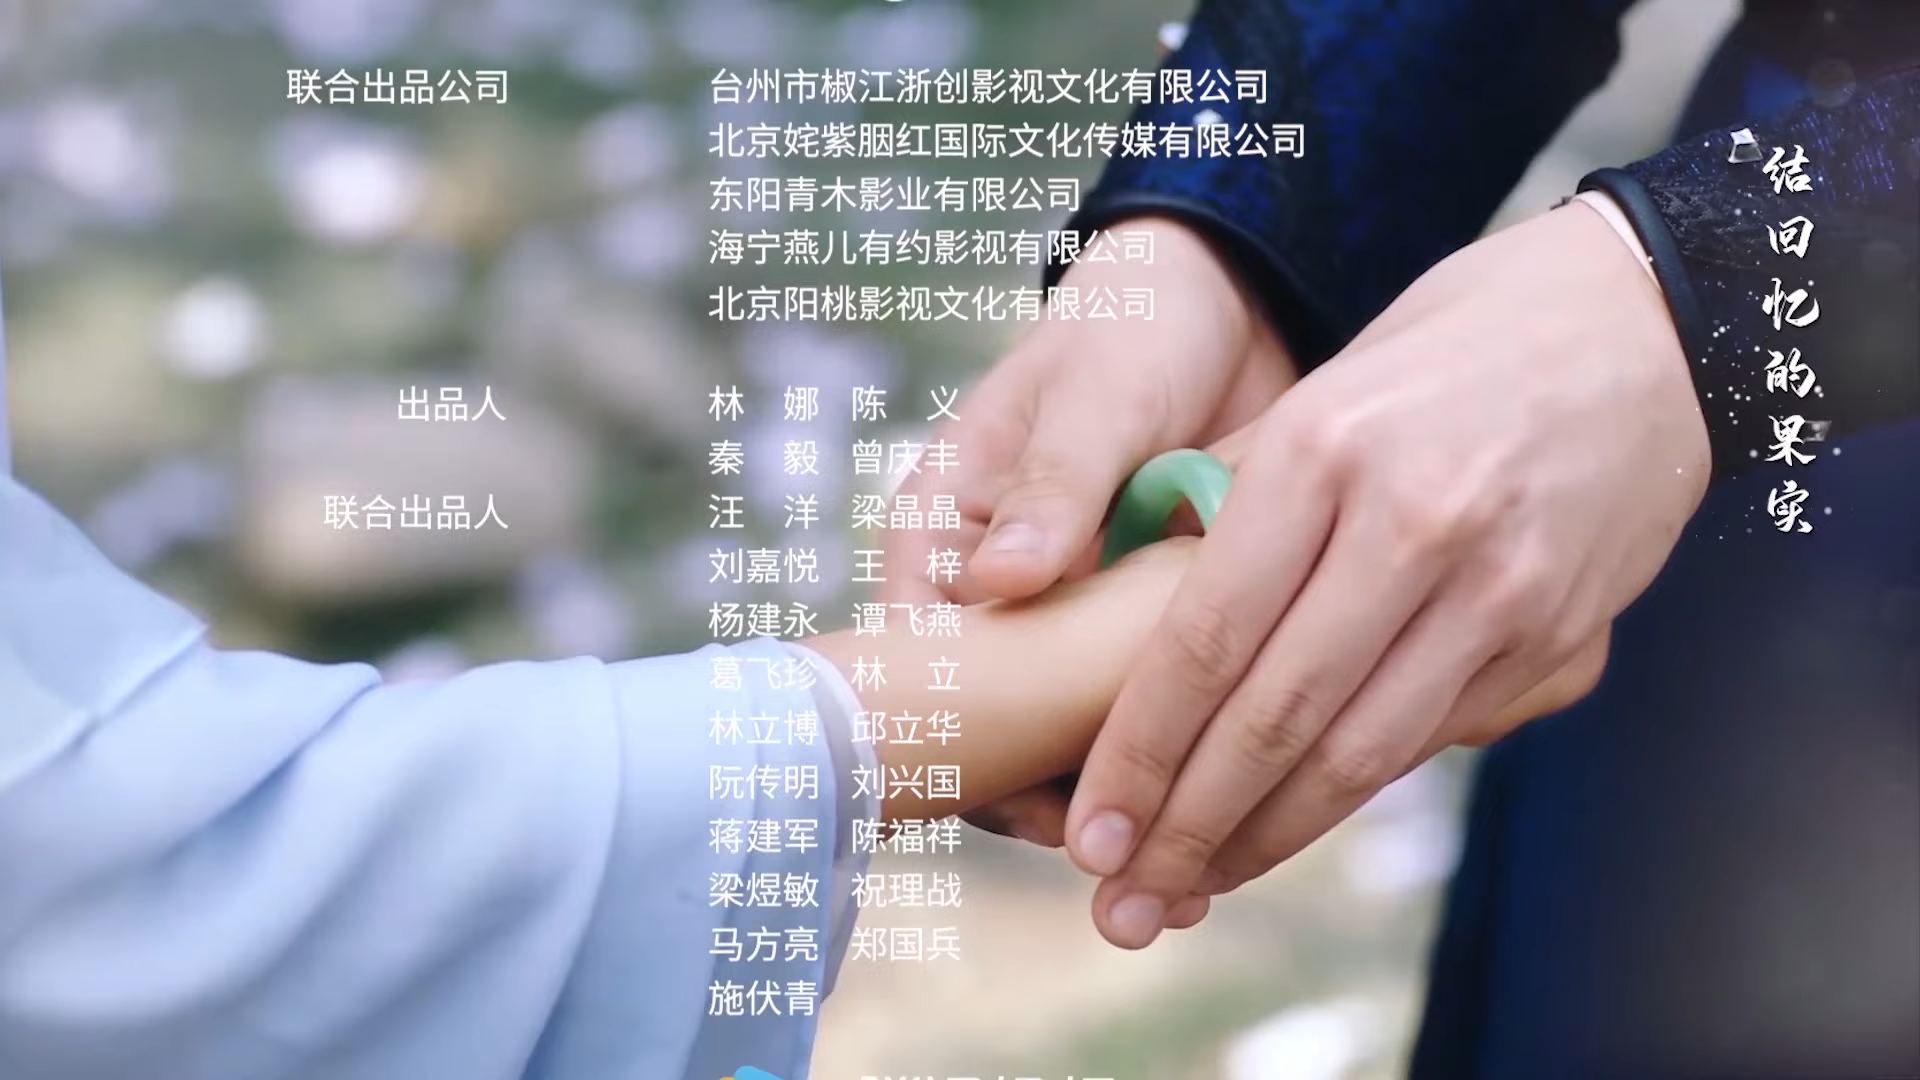 联合出品公司 台州市椒江浙创影视文化有限公司
北京姹紫胭红国际文化传媒有限公司
东阳青木影业有限公司
海宁燕儿有约影视有限公司
北京阳桃影视文化有限公司
出品人 林 娜 陈 义
秦 毅 曾庆丰
联合出品人 汪 洋 梁晶晶
刘嘉悦 王 梓
杨建永 谭飞燕
葛飞珍 林 立
林立博 邱立华
阮传明 刘兴国
蒋建军 陈福祥
梁煜敏 祝理战
马方亮 郑国兵
施伏青
结回忆的果实